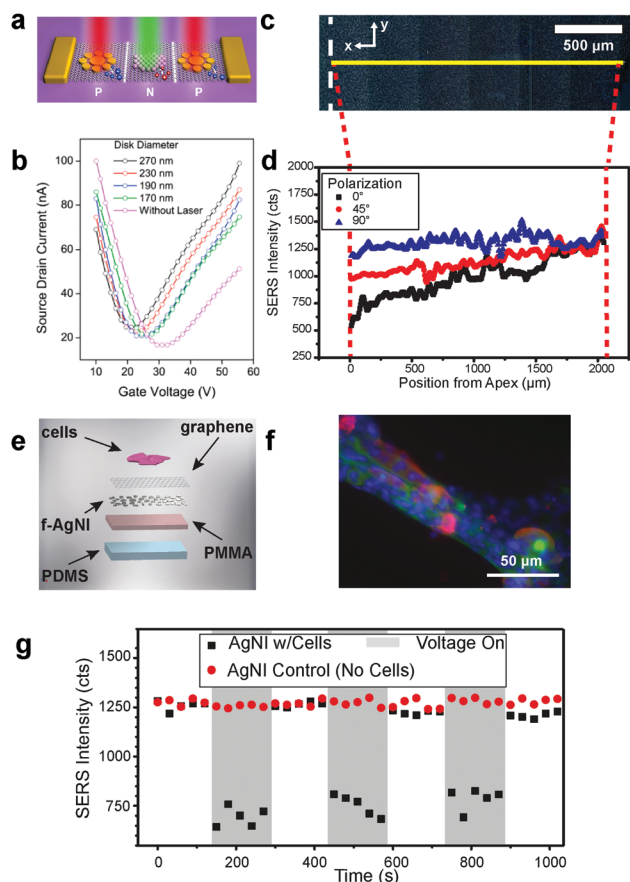 a
P N P
b
Disk Diameter
270 nm
230 nm
190 nm
170 nm
Without Laser
100
80
60
40
20
Source Drain Current (nA)
10 20 30 40 50 60
Gate Voltage (V)
c
y
x
500 µm
d
Polarization
0°
45°
90°
2000
1750
1500
1250
1000
750
500
250
SERS Intensity (cts)
0 500 1000 1500 2000
Position from Apex (µm)
e
cells
graphene
f-AgNI
PMMA
PDMS
f
50 µm
g
AgNI w/Cells
Voltage On
AgNI Control (No Cells)
1500
1250
1000
750
SERS Intensity (cts)
0 200 400 600 800 1000
Time (s)